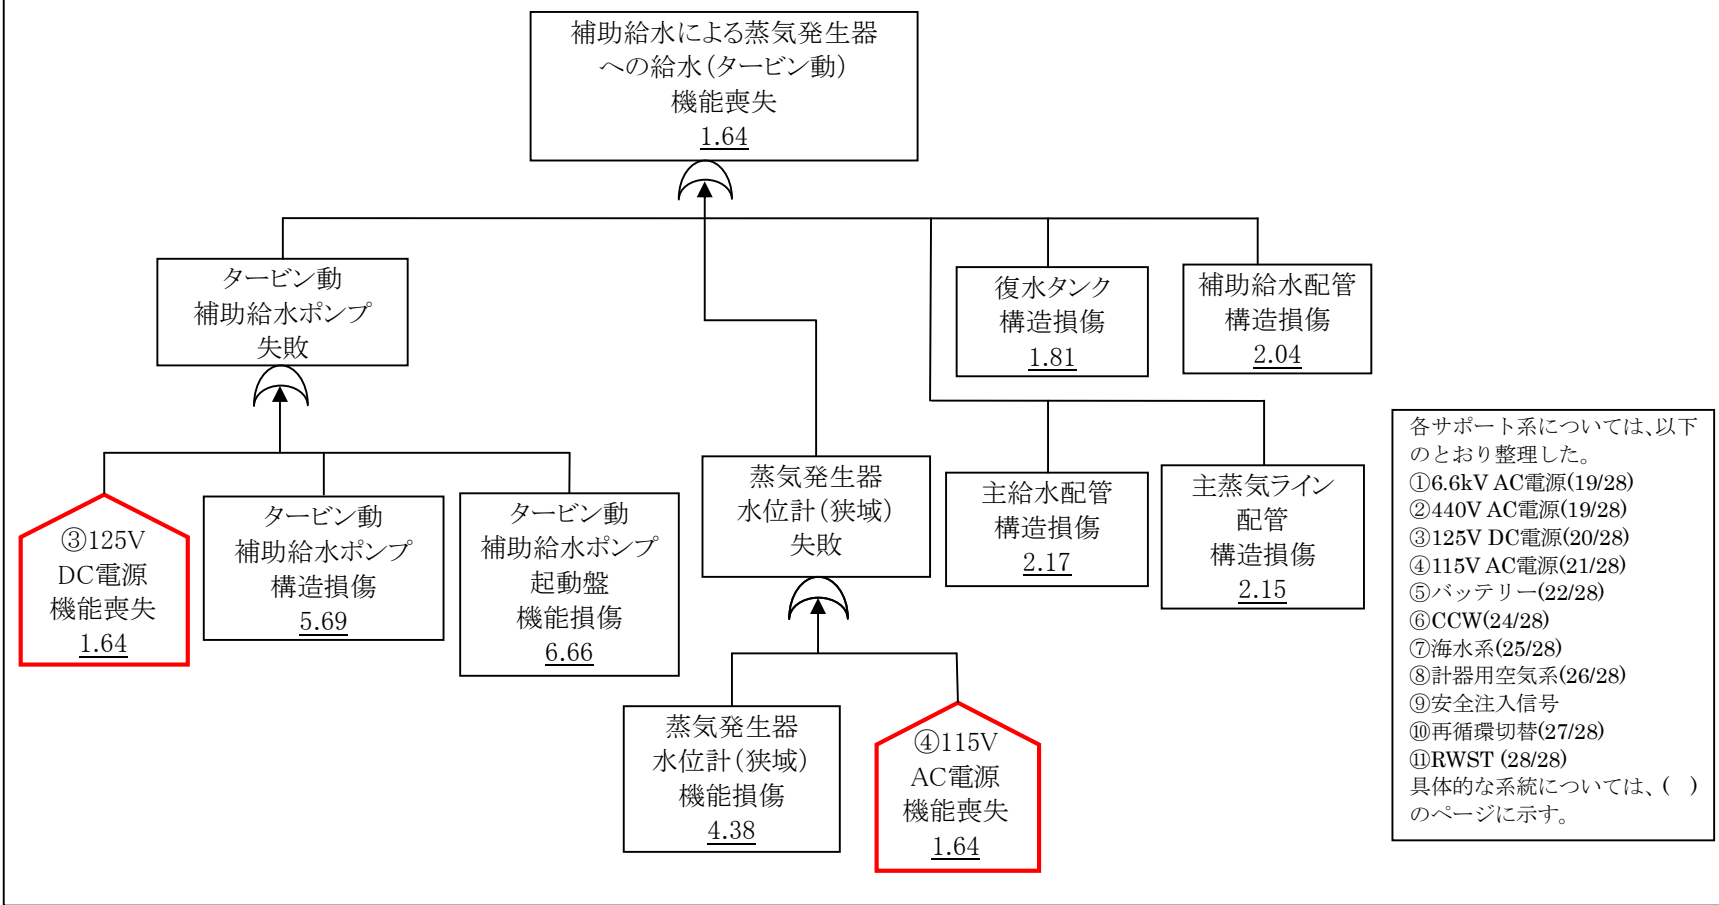 補助給水による蒸気発生器
への給水(タービン動)
機能喪失
1.64
タービン動
補助給水ポンプ
失敗
復水タンク
構造損傷
1.81
補助給水配管
構造損傷
2.04
③125V
DC電源
機能喪失
1.64
タービン動
補助給水ポンプ
構造損傷
5.69
タービン動
補助給水ポンプ
起動盤
機能損傷
6.66
蒸気発生器
水位計(狭域)
失敗
主給水配管
構造損傷
2.17
主蒸気ライン
配管
構造損傷
2.15
蒸気発生器
水位計(狭域)
機能損傷
4.38
④115V
AC電源
機能喪失
1.64
各サポート系については、以下
のとおり整理した。
①6.6kV AC電源(19/28)
②440V AC電源(19/28)
③125V DC電源(20/28)
④115V AC電源(21/28)
⑤バッテリー(22/28)
⑥CCW(24/28)
⑦海水系(25/28)
⑧計器用空気系(26/28)
⑨安全注入信号
⑩再循環切替(27/28)
⑪RWST (28/28)
具体的な系統については、( )
のページに示す。